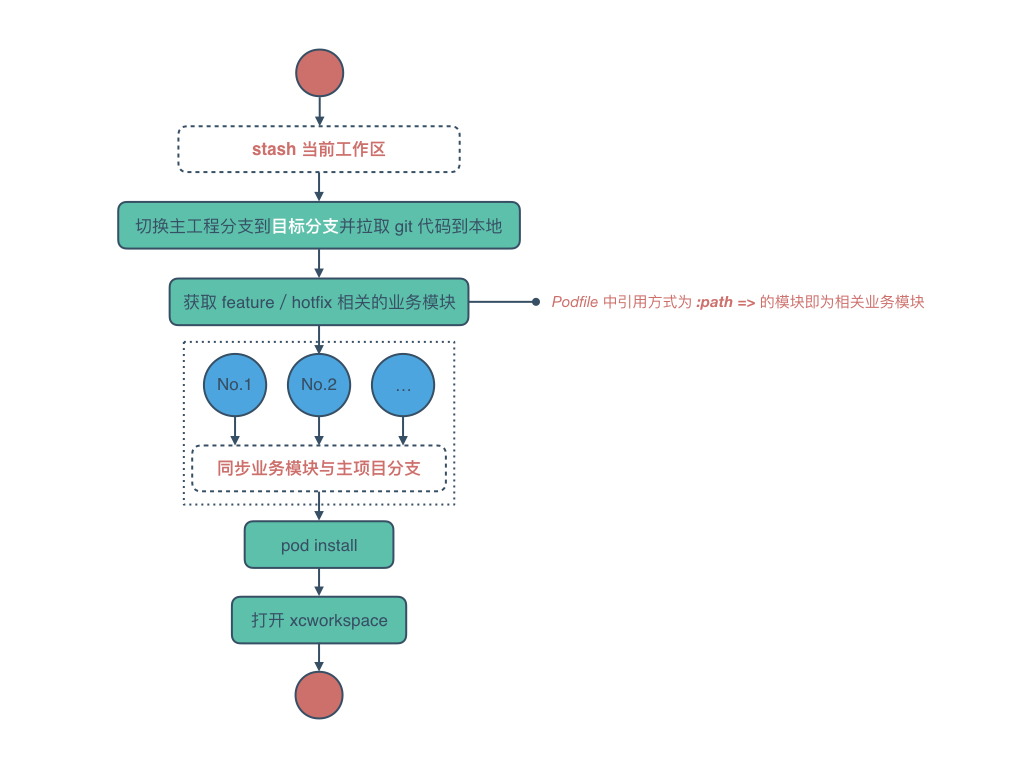 stash 当前工作区
切换主工程分支到目标分支并拉取 git 代码到本地
获取 feature / hotfix 相关的业务模块
Podfile 中引用方式为 :path => 的模块即为相关业务模块
No.1
No.2
...
同步业务模块与主项目分支
pod install
打开 xcworkspace